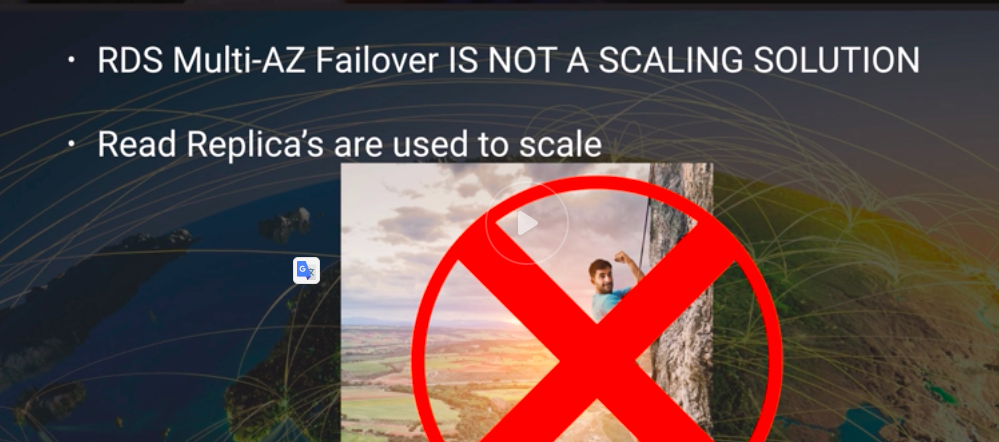 • RDS Multi-AZ Failover IS NOT A SCALING SOLUTION
• Read Replica's are used to scale
G